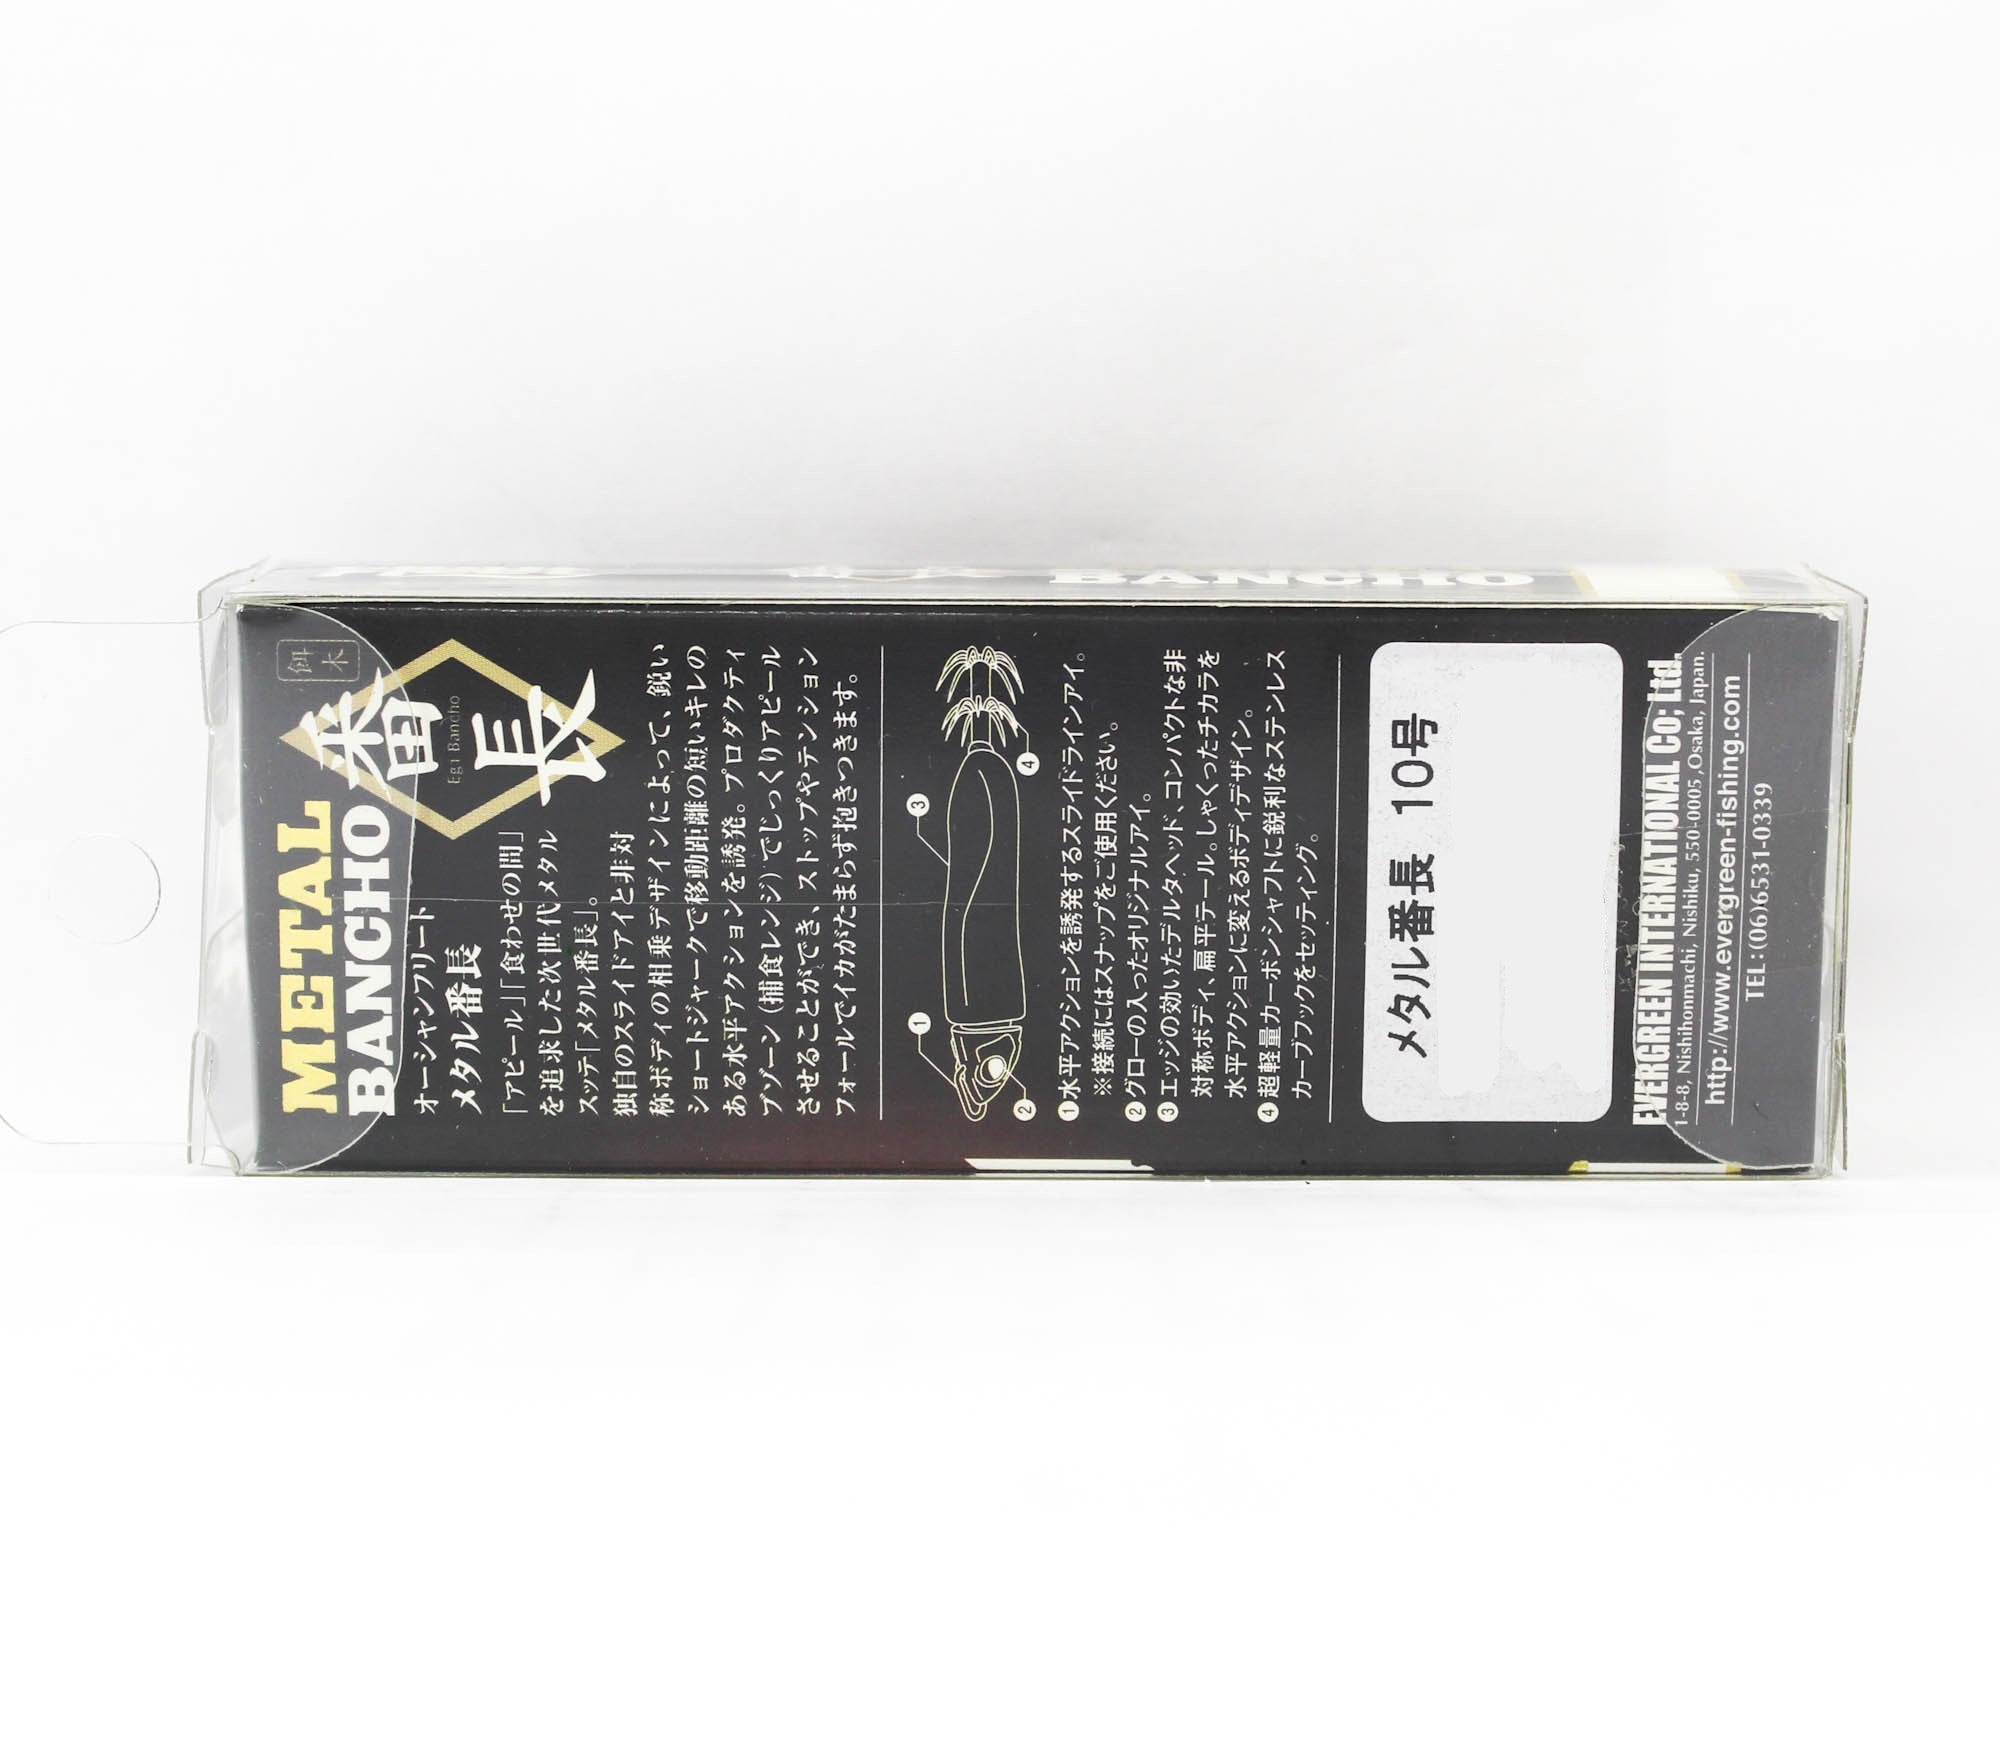 BANCHO
METAL
BANCHO
餌木
番長
Egi Bancho
オーシャンフリート
メタル番長
「アピール」「食わせの間」
を追求した次世代メタル
スッテ「メタル番長」。
独自のスライドアイと非対
称ボディの相乗デザインによって、鋭い
ショートジャークで移動距離の短いキレの
ある水平アクションを誘発。プロダクティ
ブゾーン(捕食レンジ)でじっくりアピール
させることができ、ストップやテンション
フォールでイカがたまらず抱きつきます。
1
2
3
4
❶水平アクションを誘発するスライドラインアイ。
※接続にはスナップをご使用ください。
❷グローの入ったオリジナルアイ。
❸エッジの効いたデルタヘッド、コンパクトな非
対称ボディ、扁平テール。しゃくったチカラを
水平アクションに変えるボディデザイン。
❹超軽量カーボンシャフトに鋭利なステンレス
カーブフックをセッティング。
メタル番長 10号
EVERGREEN INTERNATIONAL Co; Ltd.
1-8-8, Nishihonmachi, Nishiku, 550-0005,Osaka, Japan.
http://www.evergreen-fishing.com
TEL:(06)6531-0339